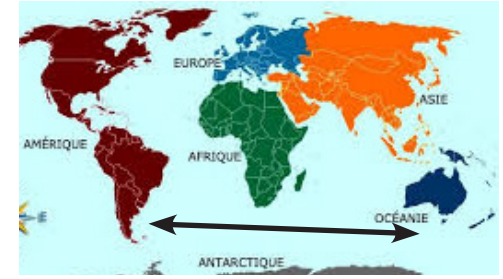 EUROPE
ASIE
AMÉRIQUE
AFRIQUE
OCÉANIE
E
ANTARCTIQUE